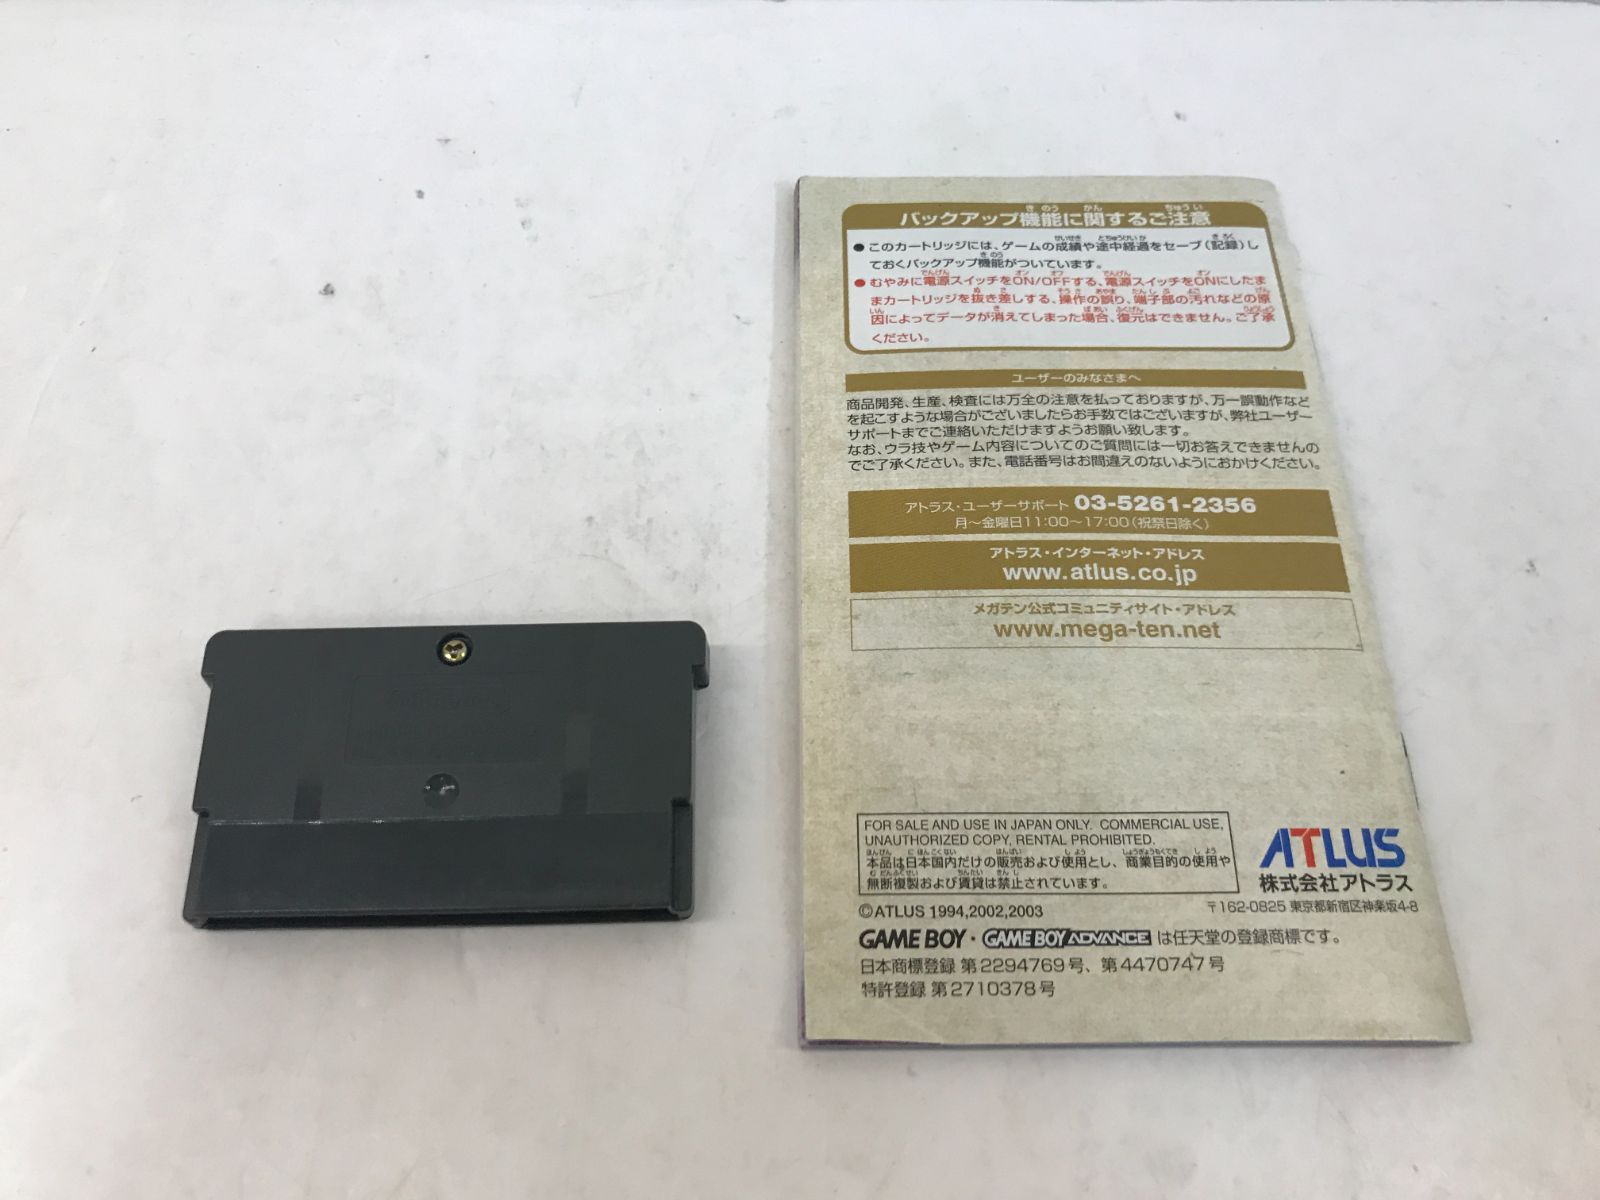 バックアップ機能に関するご注意
●このカートリッジには、ゲームの成績や途中経過をセーブ(記録)し
ておくバックアップ機能がついています。
●むやみに電源スイッチをON/OFFする、電源スイッチをONにしたま
まカートリッジを抜き差しする、操作の誤り、端子部の汚れなどの原
因によってデータが消えてしまった場合、復元はできません。ご了承
ください。
ユーザーのみなさまへ
商品開発、生産、検査には万全の注意を払っておりますが、万一誤動作など
を起こすような場合がございましたらお手数ではございますが、弊社ユーザー
サポートまでご連絡いただけますようお願い致します。
なお、ウラ技やゲーム内容についてのご質問には一切お答えできませんの
でご了承ください。また、電話番号はお間違えのないようにおかけください。
アトラス・ユーザーサポート 03-5261-2356
月〜金曜日11:00〜17:00(祝祭日除く)
アトラス・インターネット・アドレス
www.atlus.co.jp
メガテン公式コミュニティサイト・アドレス
www.mega-ten.net
FOR SALE AND USE IN JAPAN ONLY. COMMERCIAL USE,
UNAUTHORIZED COPY, RENTAL PROHIBITED.
本品は日本国内だけの販売および使用とし、商業目的の使用や
無断複製および賃貸は禁止されています。
ATLUS
株式会社アトラス
〒162-0825 東京都新宿区神楽坂4-8
©ATLUS 1994,2002,2003
GAME BOY・GAME BOY ADVANCE は任天堂の登録商標です。
日本商標登録 第2294769号、第4470747号
特許登録 第2710378号